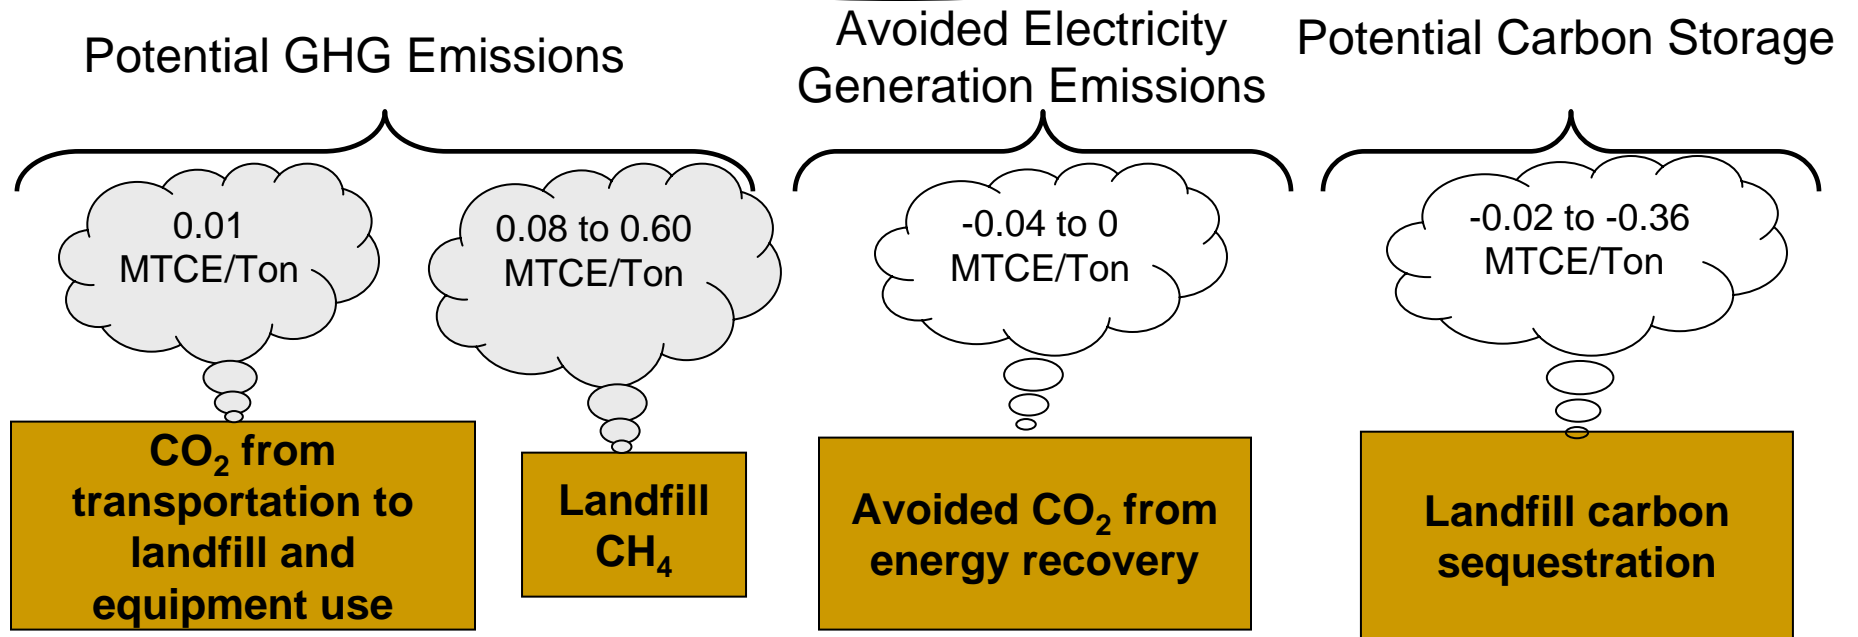 Potential GHG Emissions
Avoided Electricity
Generation Emissions
Potential Carbon Storage
0.01
MTCE/Ton
0.08 to 0.60
MTCE/Ton
-0.04 to 0
MTCE/Ton
-0.02 to -0.36
MTCE/Ton
CO₂ from
transportation to
landfill and
equipment use
Landfill
CH₄
Avoided CO₂ from
energy recovery
Landfill carbon
sequestration